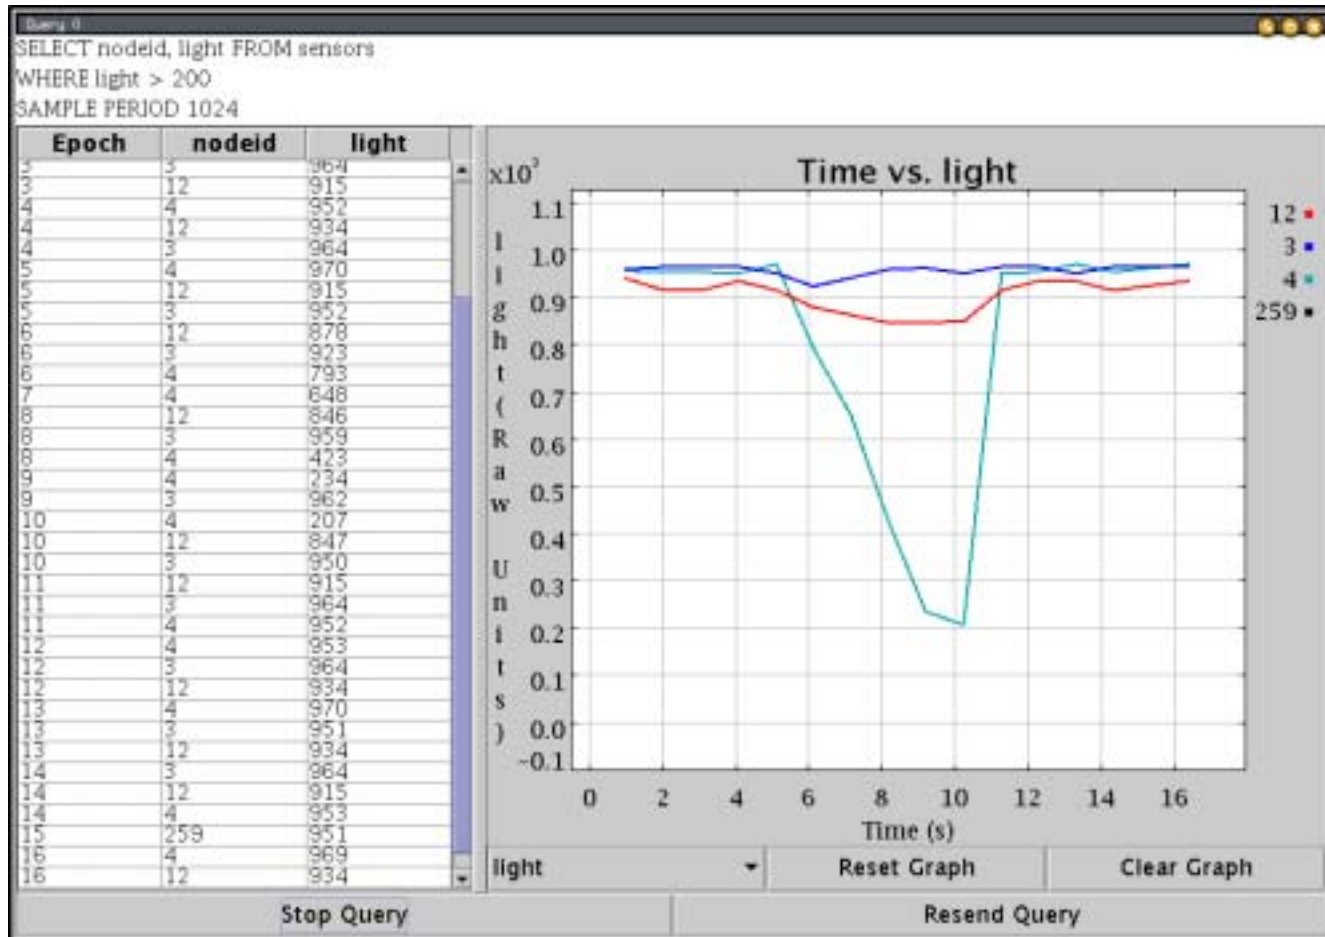 Query 0
SELECT nodeid, light FROM sensors
WHERE light > 200
SAMPLE PERIOD 1024
Epoch nodeid light
3 3 964
3 12 915
4 4 952
4 12 934
4 3 964
5 4 970
5 12 915
5 3 952
6 12 878
6 3 923
6 4 793
7 4 648
8 12 846
8 3 959
8 4 423
9 4 234
9 3 962
10 4 207
10 12 847
10 3 950
11 12 915
11 3 964
11 4 952
12 4 953
12 3 964
12 12 934
13 4 970
13 3 951
13 12 934
14 3 964
14 12 915
14 4 953
15 259 951
16 4 969
16 12 934
Time vs. light
x10³
light(Raw Units)
1.1
1.0
0.9
0.8
0.7
0.6
0.5
0.4
0.3
0.2
0.1
0.0
-0.1
0 2 4 6 8 10 12 14 16
Time (s)
12
3
4
259
light
Reset Graph
Clear Graph
Stop Query
Resend Query